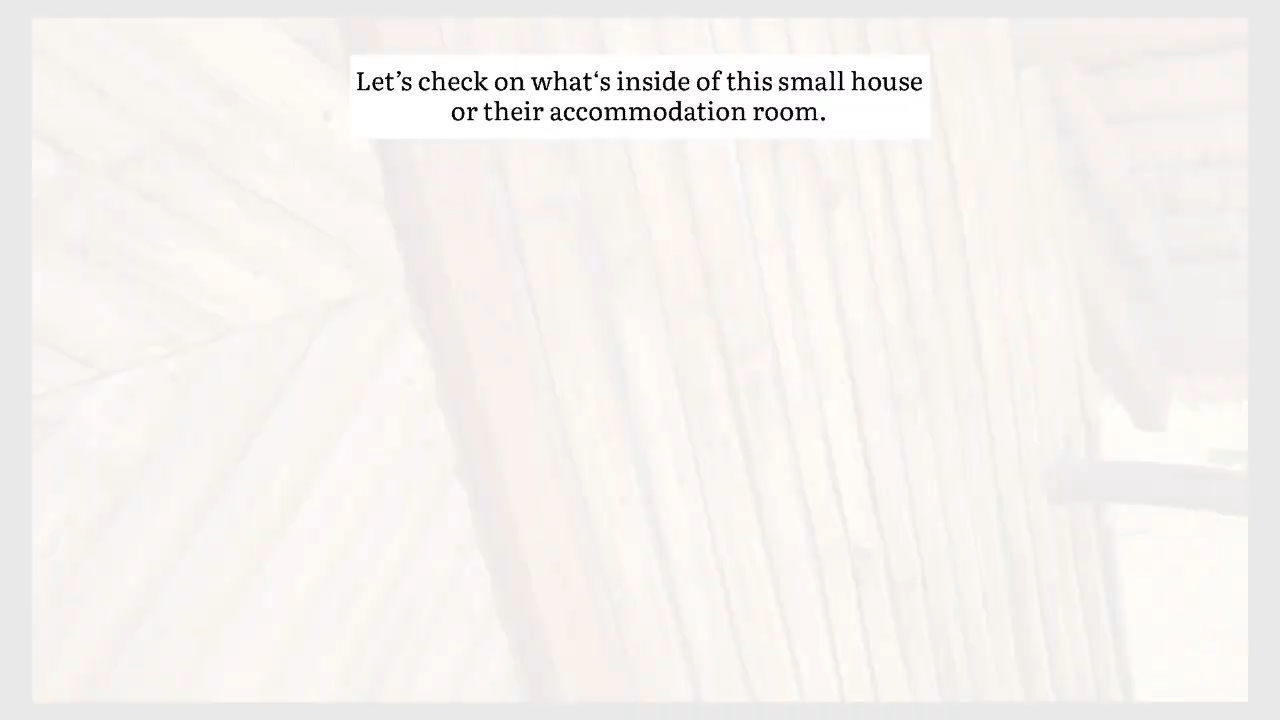 Let’s check on what‘s inside of this small house
or their accommodation room.